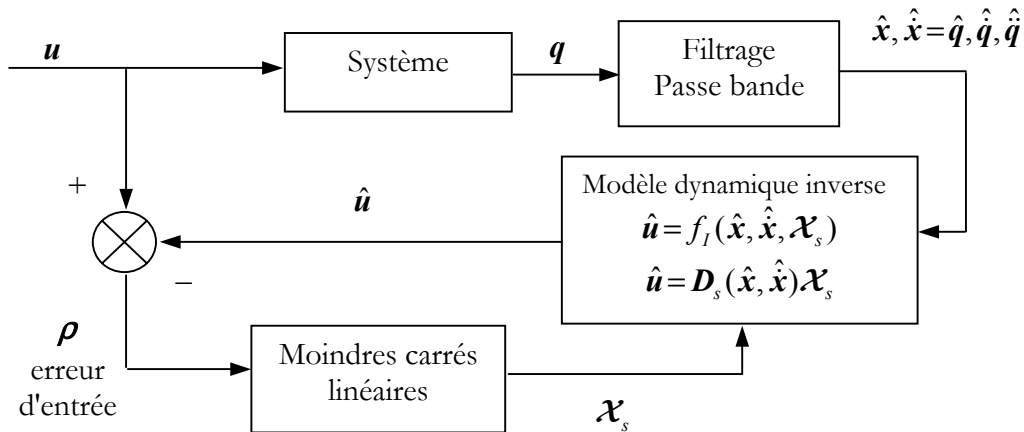 u
Système
q
Filtrage
Passe bande
x̂, x̂̇ = q̂, q̂̇, q̂̈
+
û
Modèle dynamique inverse
û = f_I(x̂, x̂̇, 𝒳_s)
û = D_s(x̂, x̂̇)𝒳_s
−
ρ
erreur
d'entrée
Moindres carrés
linéaires
𝒳_s